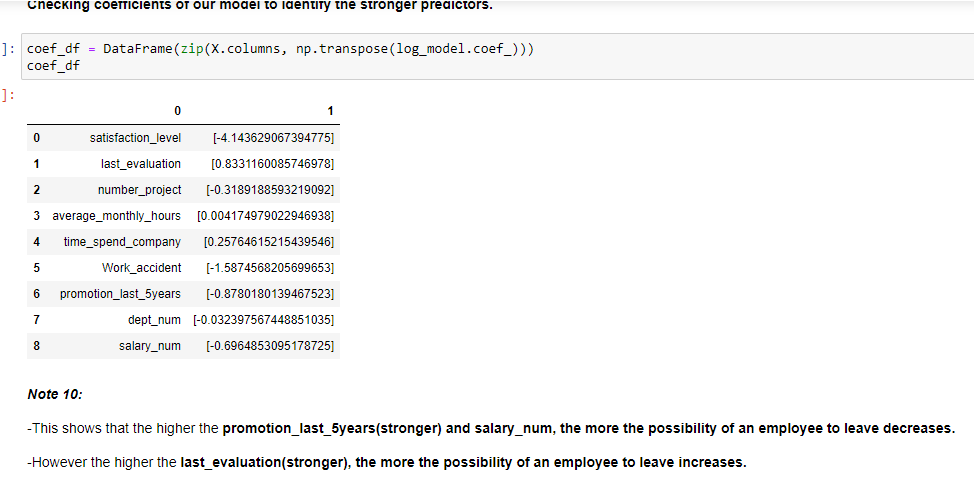 Checking coefficients of our model to identify the stronger predictors.
]: coef_df = DataFrame(zip(X.columns, np.transpose(log_model.coef_)))
coef_df
]:
0 1
0 satisfaction_level [-4.143629067394775]
1 last_evaluation [0.8331160085746978]
2 number_project [-0.3189188593219092]
3 average_monthly_hours [0.004174979022946938]
4 time_spend_company [0.25764615215439546]
5 Work_accident [-1.5874568205699653]
6 promotion_last_5years [-0.8780180139467523]
7 dept_num [-0.032397567448851035]
8 salary_num [-0.6964853095178725]
Note 10:
-This shows that the higher the promotion_last_5years(stronger) and salary_num, the more the possibility of an employee to leave decreases.
-However the higher the last_evaluation(stronger), the more the possibility of an employee to leave increases.